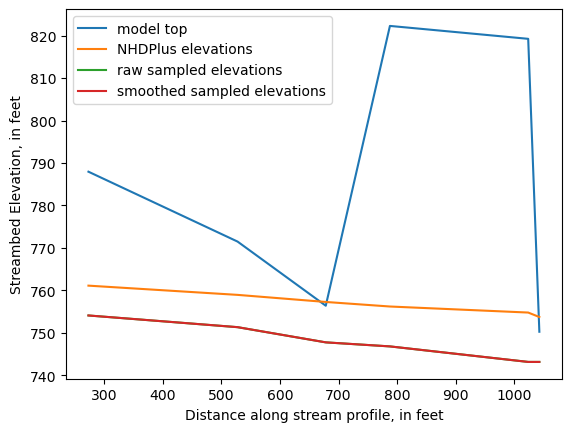 model top
NHDPlus elevations
raw sampled elevations
smoothed sampled elevations
820
810
800
790
780
770
760
750
740
Streambed Elevation, in feet
300 400 500 600 700 800 900 1000
Distance along stream profile, in feet